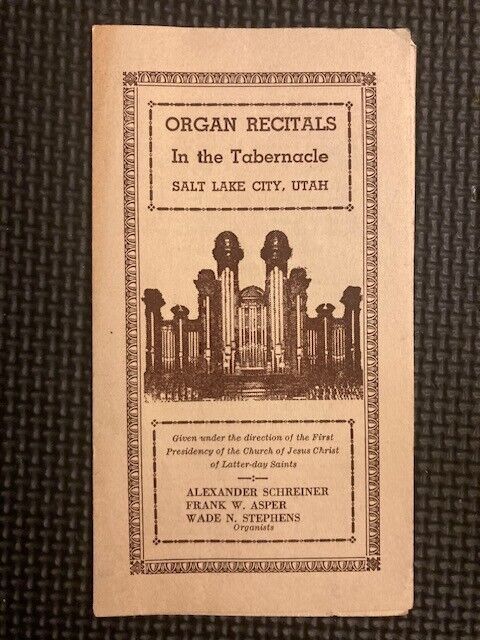 ORGAN RECITALS
In the Tabernacle
SALT LAKE CITY, UTAH
Given under the direction of the First
Presidency of the Church of Jesus Christ
of Latter-day Saints
ALEXANDER SCHREINER
FRANK W. ASPER
WADE N. STEPHENS
Organists